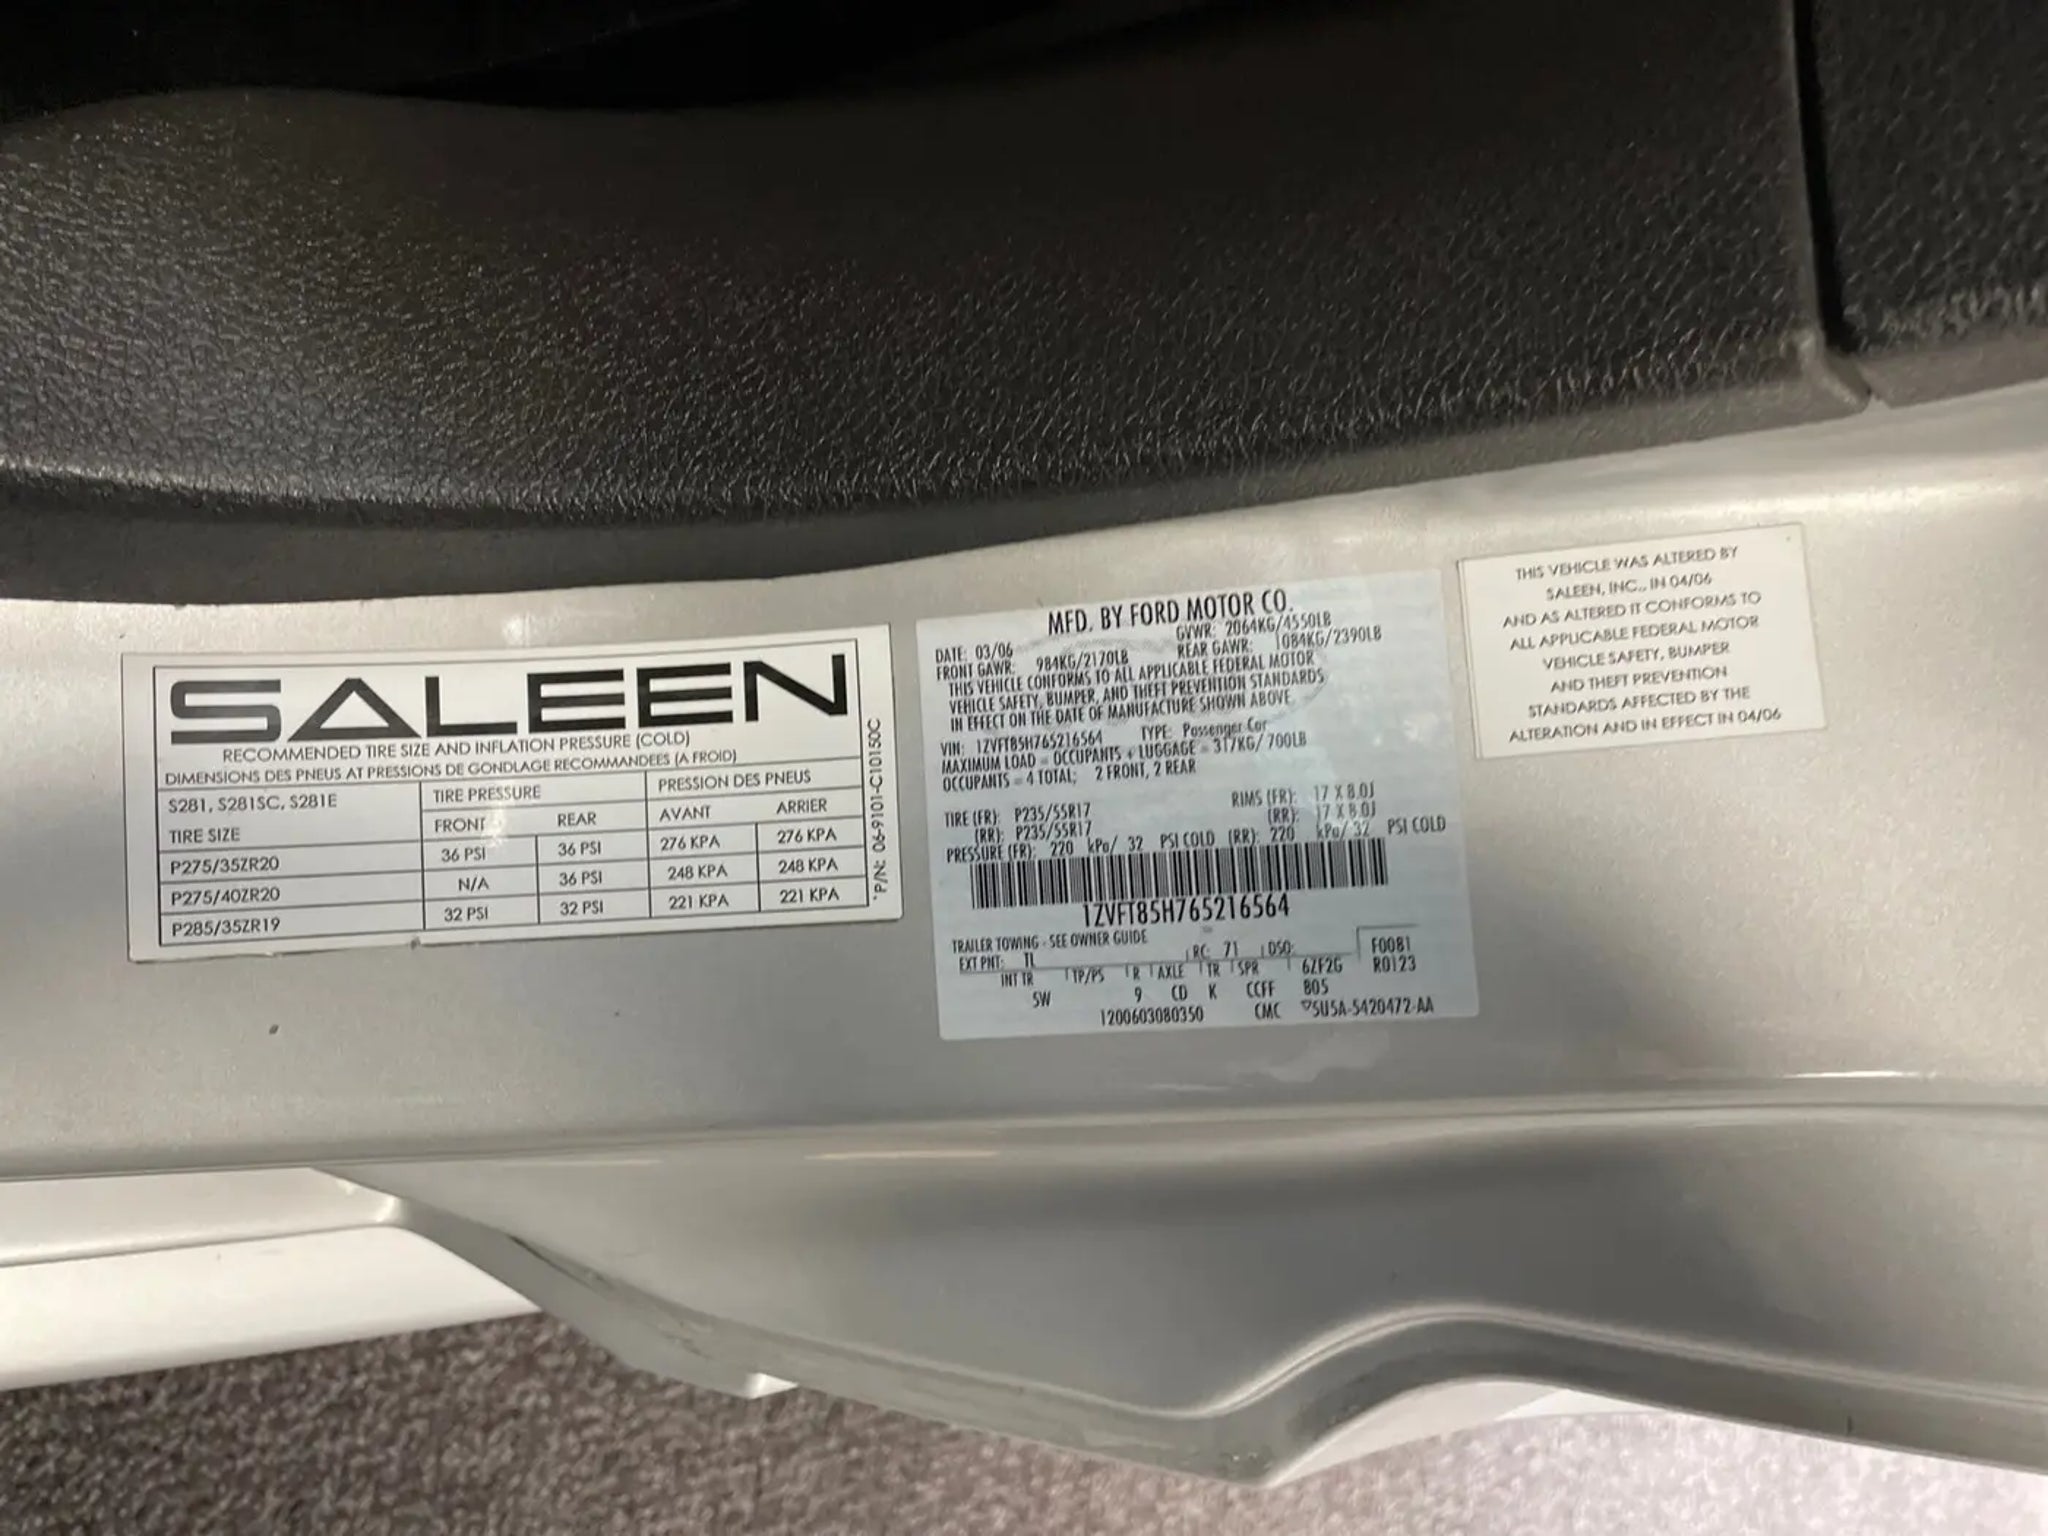 SALEEN
RECOMMENDED TIRE SIZE AND INFLATION PRESSURE (COLD)
DIMENSIONS DES PNEUS AT PRESSIONS DE GONDLAGE RECOMMANDEES (A FROID)
S281, S281SC, S281E TIRE PRESSURE PRESSION DES PNEUS
TIRE SIZE FRONT REAR AVANT ARRIER
P275/35ZR20 36 PSI 36 PSI 276 KPA 276 KPA
P275/40ZR20 N/A 36 PSI 248 KPA 248 KPA
P285/35ZR19 32 PSI 32 PSI 221 KPA 221 KPA
P/N: 06-9101-C10150C
MFD. BY FORD MOTOR CO.
DATE: 03/06 GVWR: 2064KG/4550LB
FRONT GAWR: 984KG/2170LB REAR GAWR: 1084KG/2390LB
THIS VEHICLE CONFORMS TO ALL APPLICABLE FEDERAL MOTOR
VEHICLE SAFETY, BUMPER, AND THEFT PREVENTION STANDARDS
IN EFFECT ON THE DATE OF MANUFACTURE SHOWN ABOVE
VIN: 1ZVFT85H765216564 TYPE: Passenger Car
MAXIMUM LOAD = OCCUPANTS + LUGGAGE = 317KG/ 700LB
OCCUPANTS = 4 TOTAL; 2 FRONT, 2 REAR
TIRE (FR): P235/55R17 RIMS (FR): 17 X 8.0J
(RR): P235/55R17 (RR): 17 X 8.0J
PRESSURE (FR): 220 kPa/ 32 PSI COLD (RR): 220 kPa/ 32 PSI COLD
1ZVFT85H765216564
TRAILER TOWING - SEE OWNER GUIDE
EXT PNT: TL RC: 71 DSO: F0081
INT TR TP/PS R AXLE TR SPR 6ZF2G R0123
5W 9 CD K CCFF B05
1200603080350 CMC 5U5A-5420472-AA
THIS VEHICLE WAS ALTERED BY
SALEEN, INC., IN 04/06
AND AS ALTERED IT CONFORMS TO
ALL APPLICABLE FEDERAL MOTOR
VEHICLE SAFETY, BUMPER
AND THEFT PREVENTION
STANDARDS AFFECTED BY THE
ALTERATION AND IN EFFECT IN 04/06